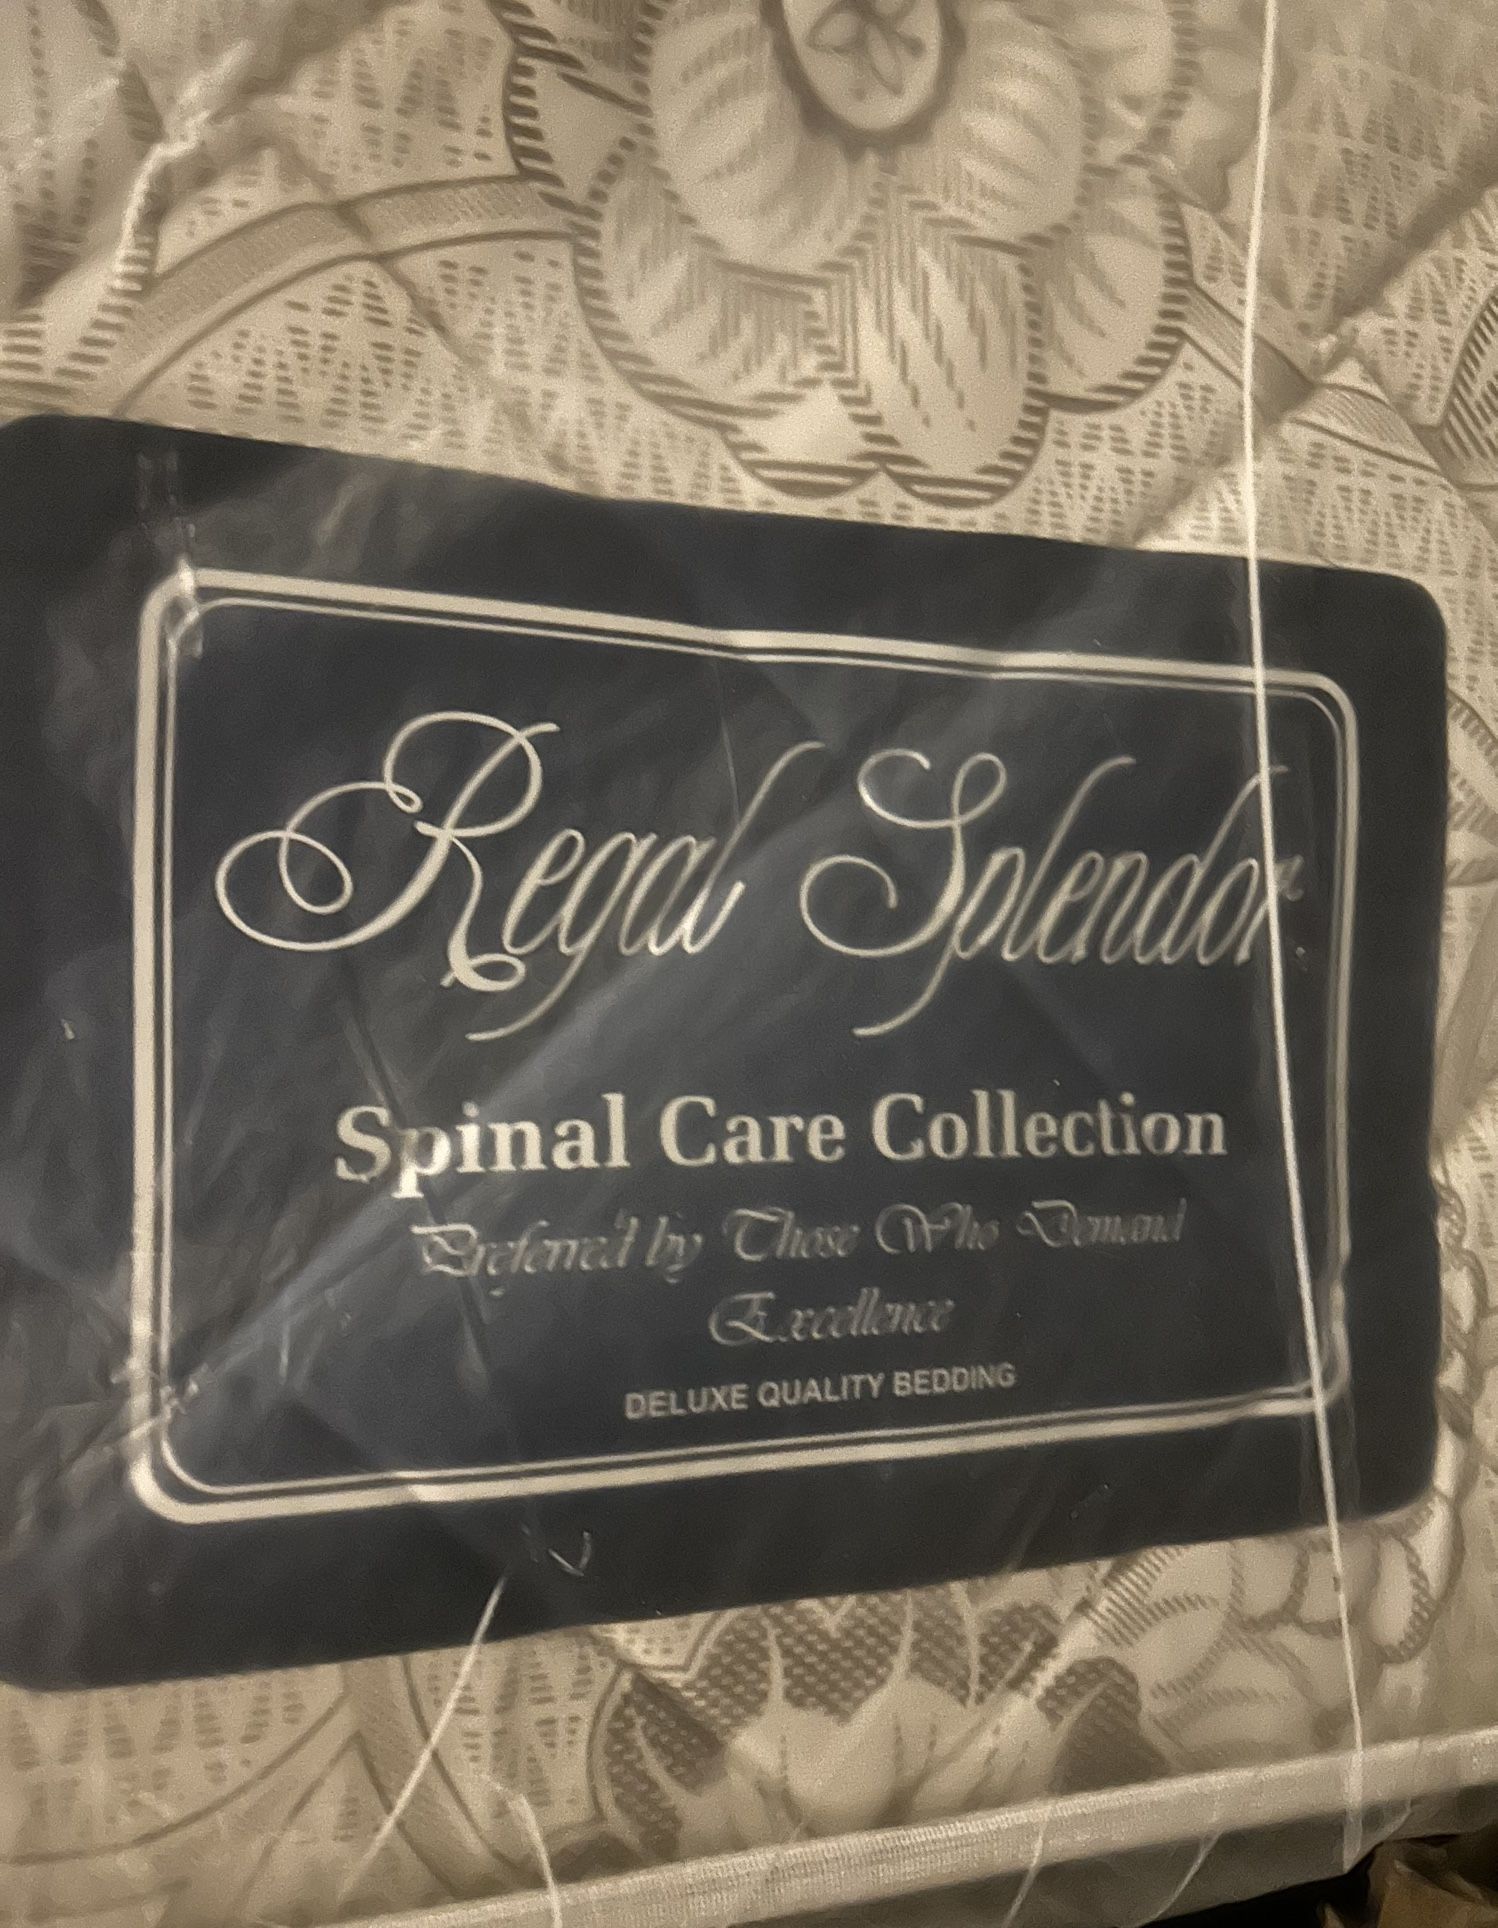 Regal Splendor
Spinal Care Collection
Preferred by Those Who Demand
Excellence
DELUXE QUALITY BEDDING